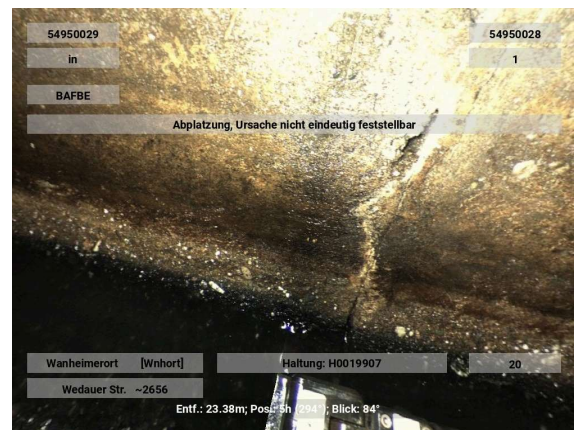 54950029 54950028
in 1
BAFBE
Abplatzung, Ursache nicht eindeutig feststellbar
Wanheimerort [Wnhort] Haltung: H0019907 20
Wedauer Str. ~2656
Entf.: 23.38m; Pos.: 5h (294°); Blick: 84°